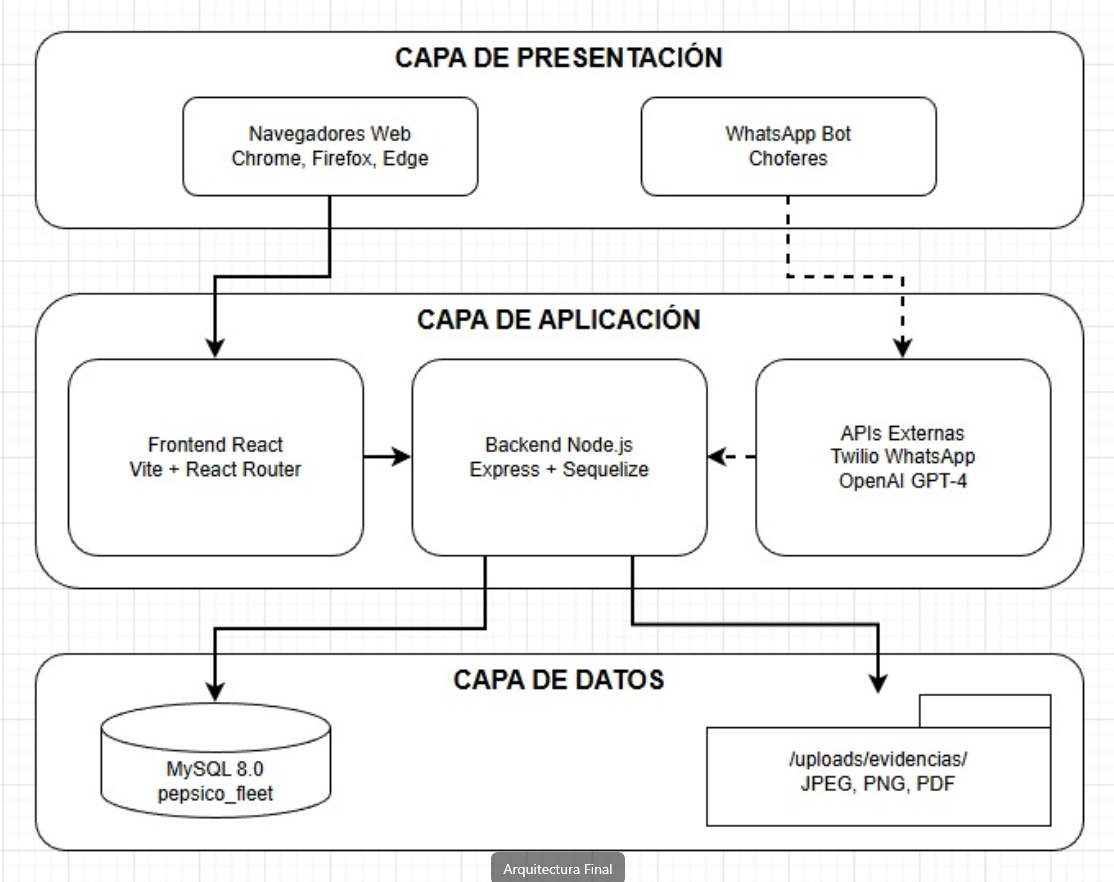 CAPA DE PRESENTACIÓN
Navegadores Web
Chrome, Firefox, Edge
WhatsApp Bot
Choferes
CAPA DE APLICACIÓN
Frontend React
Vite + React Router
Backend Node.js
Express + Sequelize
APIs Externas
Twilio WhatsApp
OpenAI GPT-4
CAPA DE DATOS
MySQL 8.0
pepsico_fleet
/uploads/evidencias/
JPEG, PNG, PDF
Arquitectura Final